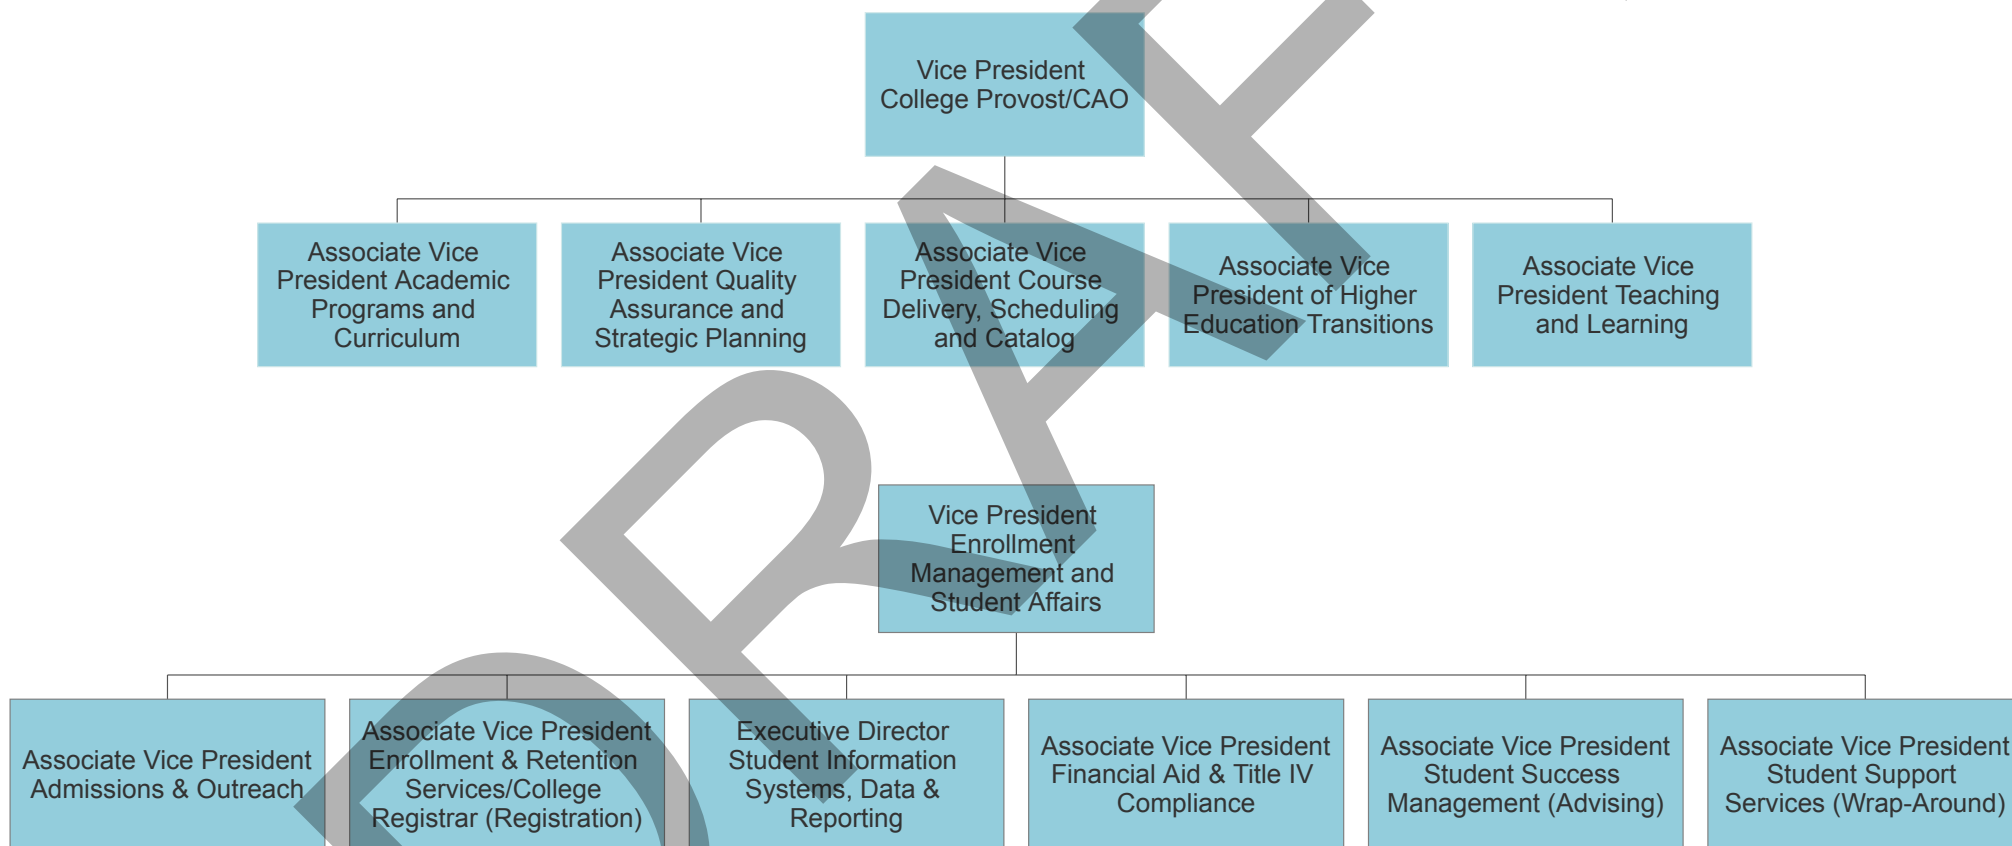 Vice President
College Provost/CAO
Associate Vice
President Academic
Programs and
Curriculum
Associate Vice
President Quality
Assurance and
Strategic Planning
Associate Vice
President Course
Delivery, Scheduling
and Catalog
Associate Vice
President of Higher
Education Transitions
Associate Vice
President Teaching
and Learning
Vice President
Enrollment
Management and
Student Affairs
Associate Vice President
Admissions & Outreach
Associate Vice President
Enrollment & Retention
Services/College
Registrar (Registration)
Executive Director
Student Information
Systems, Data &
Reporting
Associate Vice President
Financial Aid & Title IV
Compliance
Associate Vice President
Student Success
Management (Advising)
Associate Vice President
Student Support
Services (Wrap-Around)
DRAF